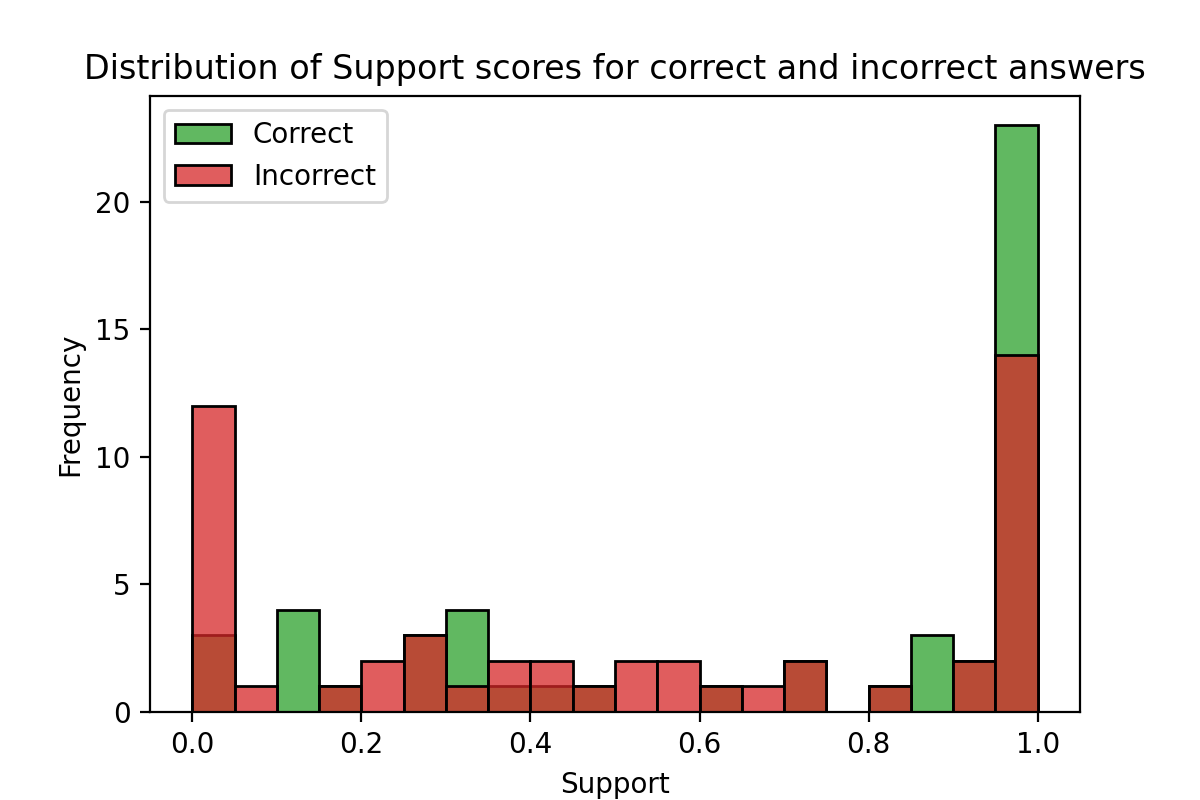 Distribution of Support scores for correct and incorrect answers
Correct
Incorrect
Frequency
20
15
10
5
0
0.0 0.2 0.4 0.6 0.8 1.0
Support